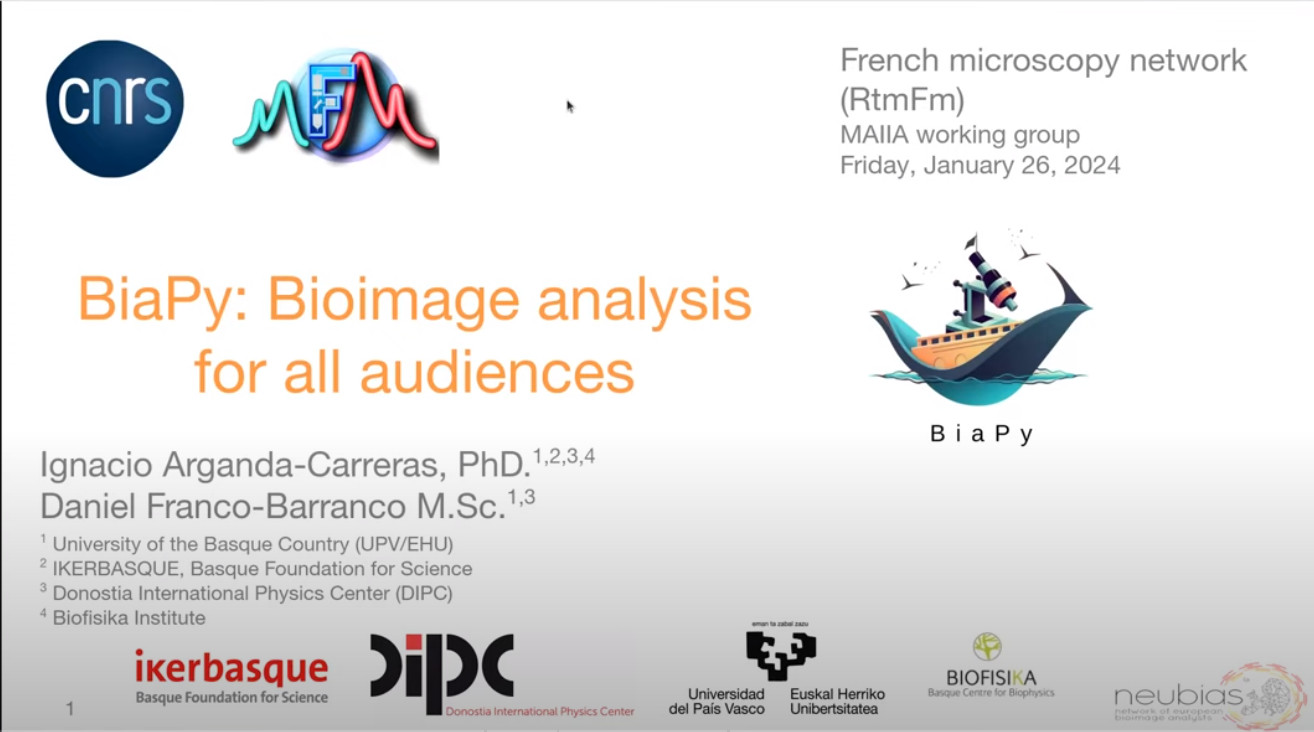 cnrs
MFM
French microscopy network
(RtmFm)
MAIIA working group
Friday, January 26, 2024
BiaPy: Bioimage analysis
for all audiences
BiaPy
Ignacio Arganda-Carreras, PhD.1,2,3,4
Daniel Franco-Barranco M.Sc.1,3
1 University of the Basque Country (UPV/EHU)
2 IKERBASQUE, Basque Foundation for Science
3 Donostia International Physics Center (DIPC)
4 Biofisika Institute
ikerbasque
Basque Foundation for Science
DIPC
Donostia International Physics Center
eman ta zabal zazu
Universidad
del País Vasco
Euskal Herriko
Unibertsitatea
BIOFISIKA
Basque Centre for Biophysics
neubias
network of european
bioimage analysts
1